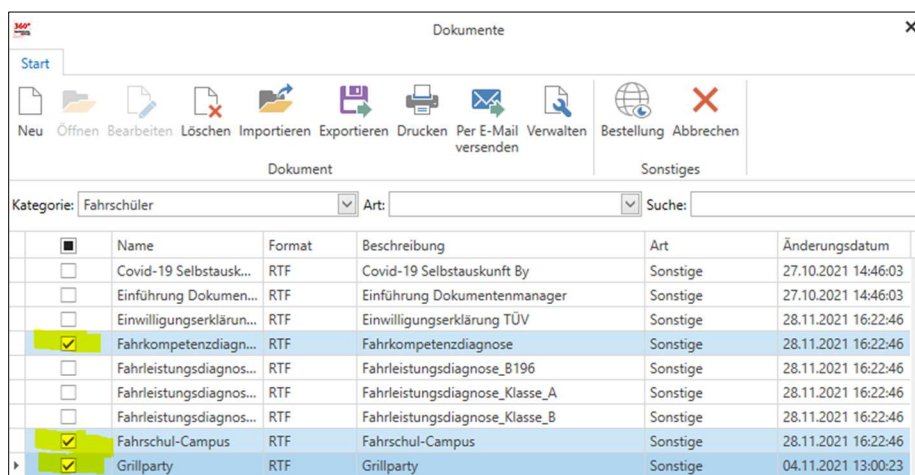 360°
Dokumente
Start
Neu Öffnen Bearbeiten Löschen Importieren Exportieren Drucken Per E-Mail versenden Verwalten Bestellung Abbrechen
Dokument Sonstiges
Kategorie: Fahrschüler Art: Suche:
Name Format Beschreibung Art Änderungsdatum
Covid-19 Selbstausk... RTF Covid-19 Selbstauskunft By Sonstige 27.10.2021 14:46:03
Einführung Dokumen... RTF Einführung Dokumentenmanager Sonstige 27.10.2021 14:46:03
Einwilligungserklärun... RTF Einwilligungserklärung TÜV Sonstige 28.11.2021 16:22:46
Fahrkompetenzdiagn... RTF Fahrkompetenzdiagnose Sonstige 28.11.2021 16:22:46
Fahrleistungsdiagnos... RTF Fahrleistungsdiagnose_B196 Sonstige 28.11.2021 16:22:46
Fahrleistungsdiagnos... RTF Fahrleistungsdiagnose_Klasse_A Sonstige 28.11.2021 16:22:46
Fahrleistungsdiagnos... RTF Fahrleistungsdiagnose_Klasse_B Sonstige 28.11.2021 16:22:46
Fahrschul-Campus RTF Fahrschul-Campus Sonstige 28.11.2021 16:22:46
Grillparty RTF Grillparty Sonstige 04.11.2021 13:00:23